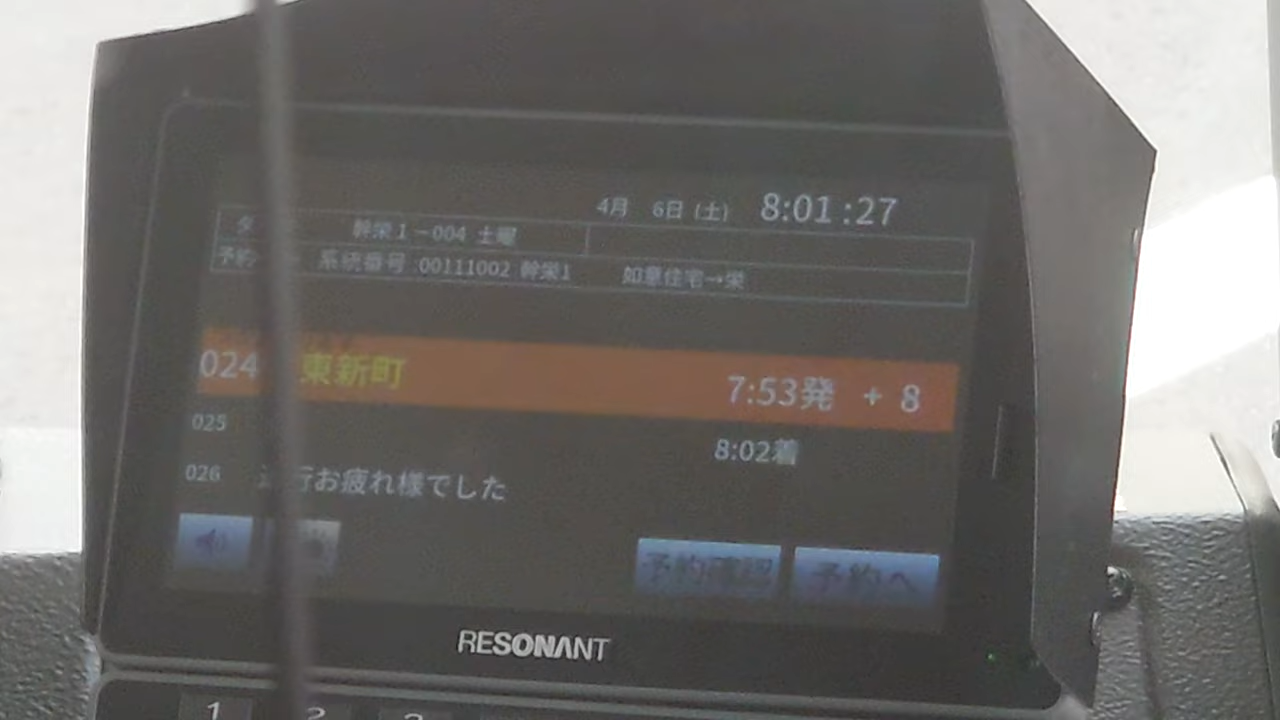 4月 6日 (土) 8:01:27
幹栄1-004 土曜
予約 系統番号 00111002 幹栄1 如意住宅→栄
024 東新町 7:53発 + 8
025 8:02着
026 行お疲れ様でした
予約確認 予約へ
RESONANT
1 2 3